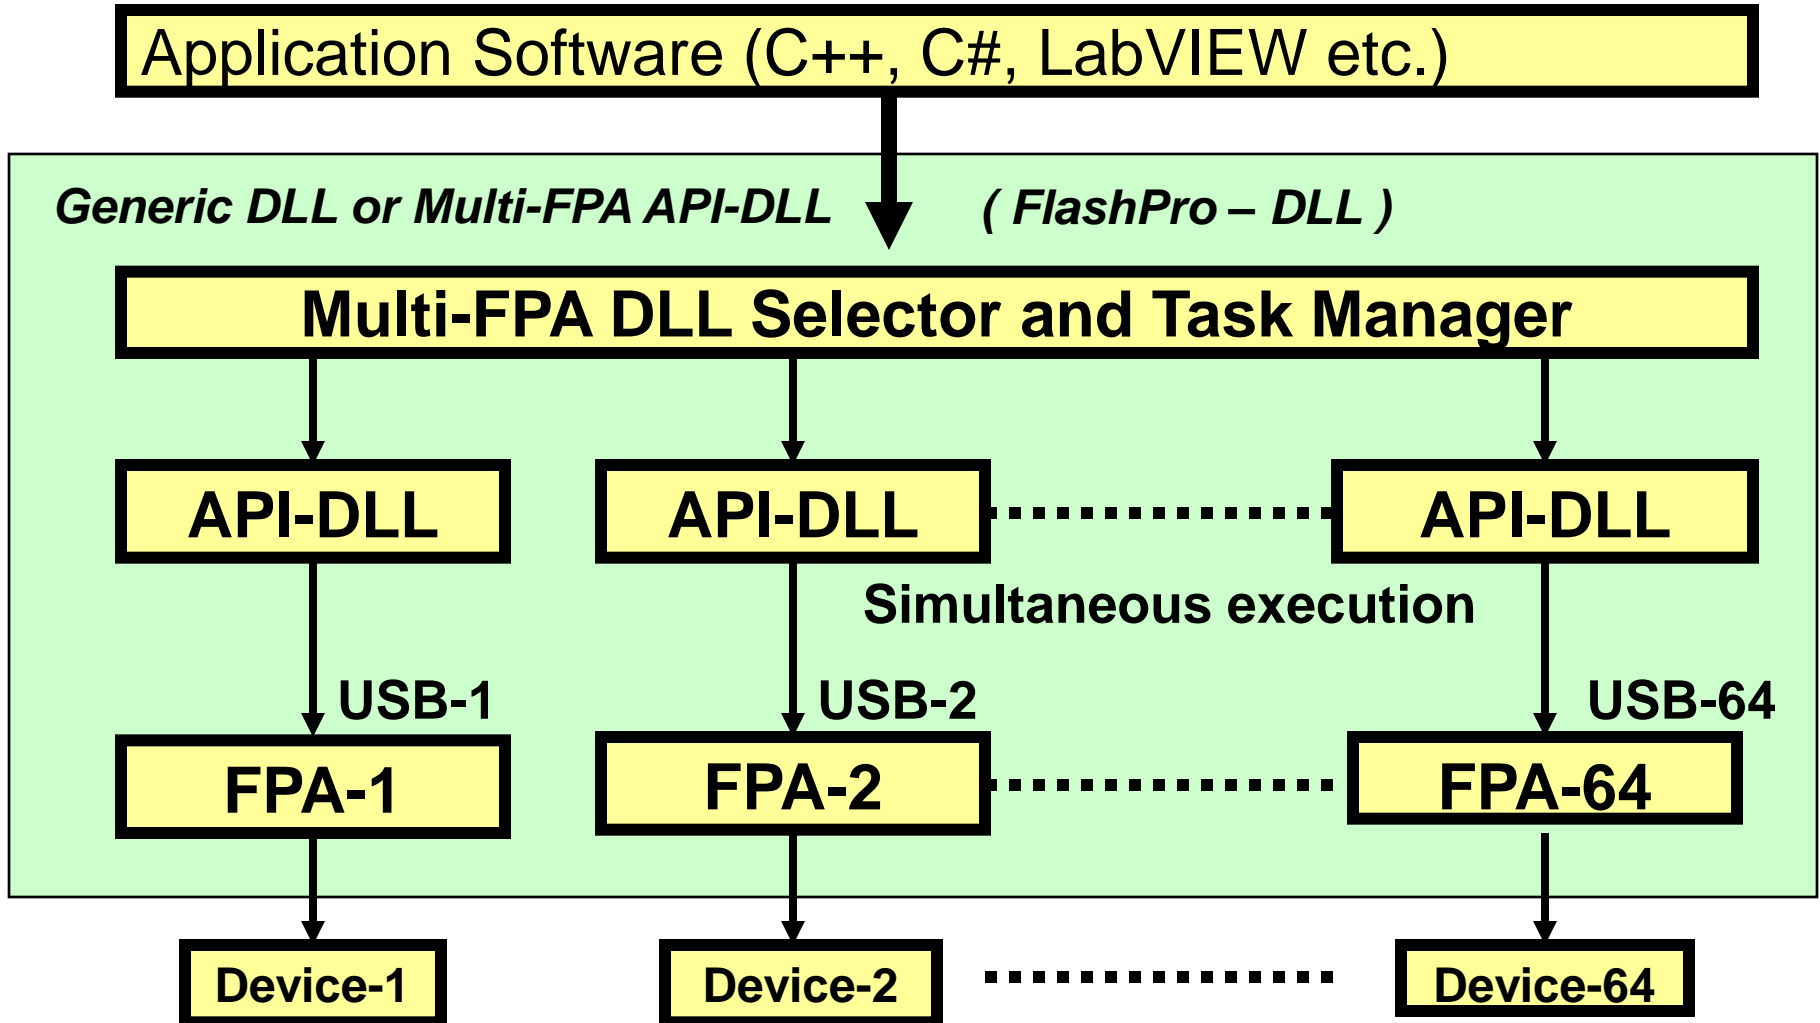 Application Software (C++, C#, LabVIEW etc.)
Generic DLL or Multi-FPA API-DLL ( FlashPro – DLL )
Multi-FPA DLL Selector and Task Manager
API-DLL API-DLL API-DLL
Simultaneous execution
USB-1 USB-2 USB-64
FPA-1 FPA-2 FPA-64
Device-1 Device-2 Device-64